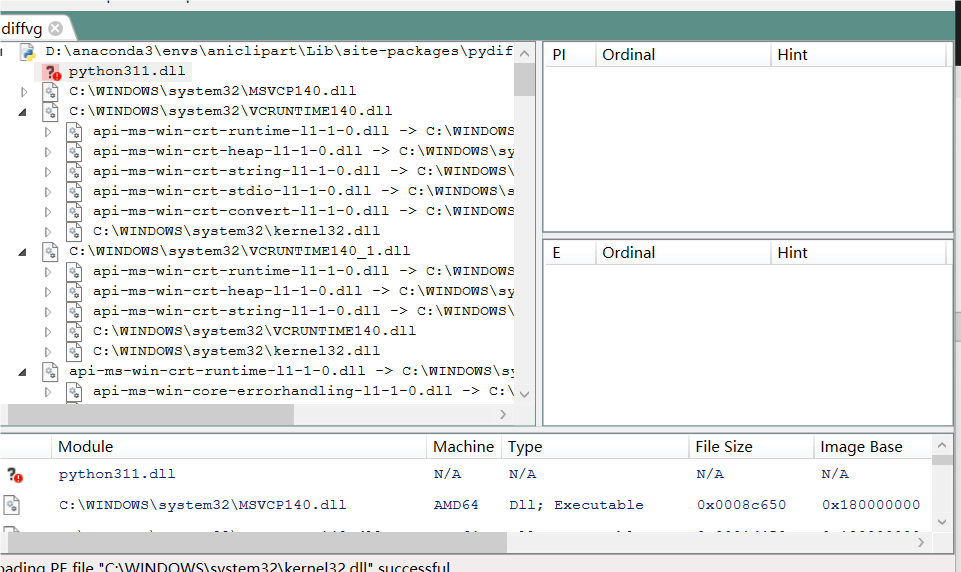 diffvg
D:\anaconda3\envs\aniclipart\Lib\site-packages\pydif
python311.dll
C:\WINDOWS\system32\MSVCP140.dll
C:\WINDOWS\system32\VCRUNTIME140.dll
api-ms-win-crt-runtime-l1-1-0.dll -> C:\WINDOWS
api-ms-win-crt-heap-l1-1-0.dll -> C:\WINDOWS\sy
api-ms-win-crt-string-l1-1-0.dll -> C:\WINDOWS\
api-ms-win-crt-stdio-l1-1-0.dll -> C:\WINDOWS\s
api-ms-win-crt-convert-l1-1-0.dll -> C:\WINDOWS
C:\WINDOWS\system32\kernel32.dll
C:\WINDOWS\system32\VCRUNTIME140_1.dll
api-ms-win-crt-runtime-l1-1-0.dll -> C:\WINDOWS
api-ms-win-crt-heap-l1-1-0.dll -> C:\WINDOWS\sy
api-ms-win-crt-string-l1-1-0.dll -> C:\WINDOWS\
C:\WINDOWS\system32\VCRUNTIME140.dll
C:\WINDOWS\system32\kernel32.dll
api-ms-win-crt-runtime-l1-1-0.dll -> C:\WINDOWS\sy
api-ms-win-core-errorhandling-l1-1-0.dll -> C:\
PI Ordinal Hint
E Ordinal Hint
Module Machine Type File Size Image Base
python311.dll N/A N/A N/A N/A
C:\WINDOWS\system32\MSVCP140.dll AMD64 Dll; Executable 0x0008c650 0x180000000
oading PE file "C:\WINDOWS\system32\kernel32.dll" successful.